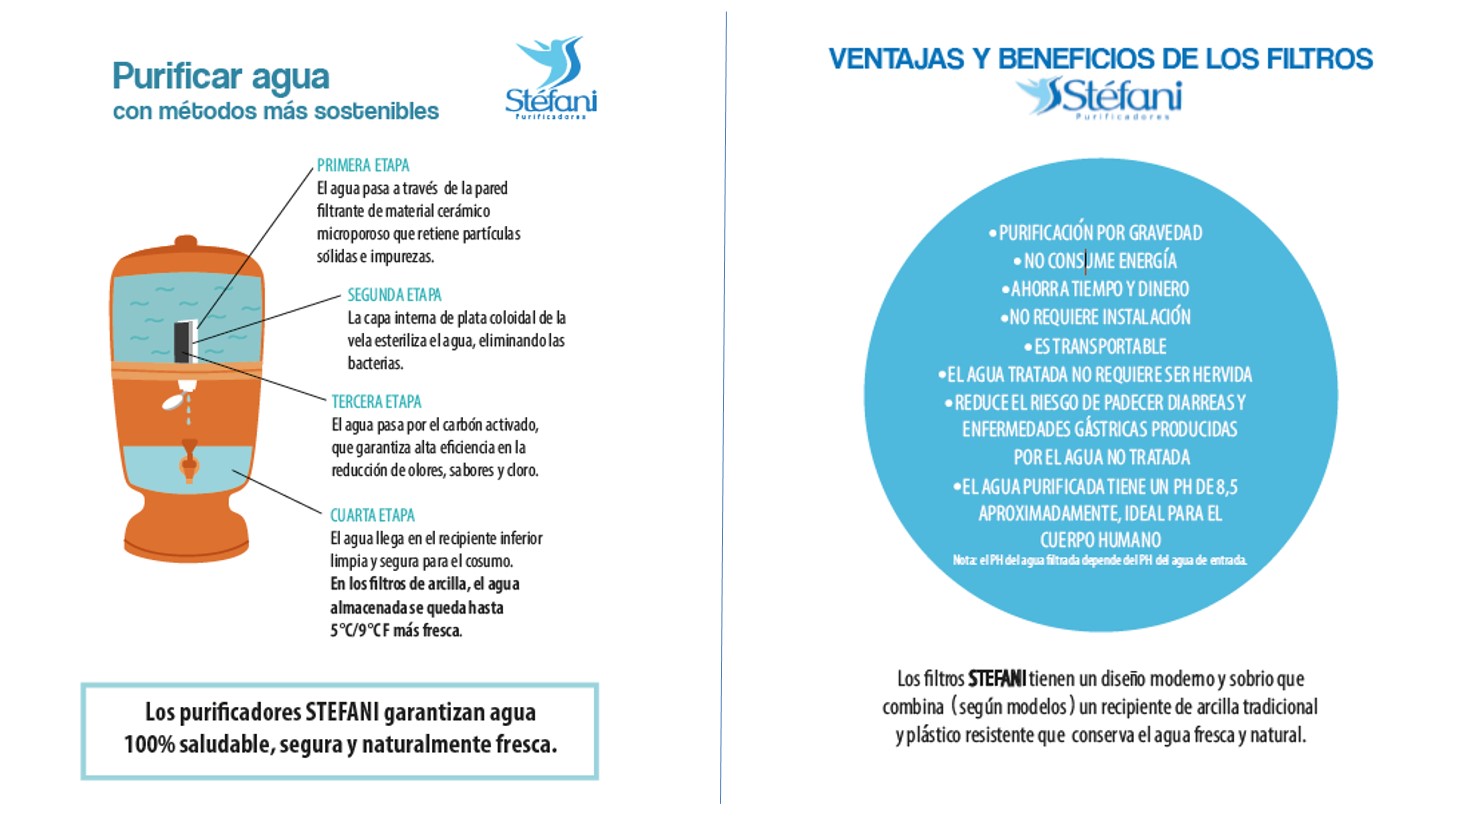 Purificar agua
con métodos más sostenibles
Stéfani
Purificadores
PRIMERA ETAPA
El agua pasa a través de la pared
filtrante de material cerámico
microporoso que retiene partículas
sólidas e impurezas.
SEGUNDA ETAPA
La capa interna de plata coloidal de la
vela esteriliza el agua, eliminando las
bacterias.
TERCERA ETAPA
El agua pasa por el carbón activado,
que garantiza alta eficiencia en la
reducción de olores, sabores y cloro.
CUARTA ETAPA
El agua llega en el recipiente inferior
limpia y segura para el cosumo.
En los filtros de arcilla, el agua
almacenada se queda hasta
5°C/9°C F más fresca.
Los purificadores STEFANI garantizan agua
100% saludable, segura y naturalmente fresca.
VENTAJAS Y BENEFICIOS DE LOS FILTROS
Stéfani
Purificadores
•PURIFICACIÓN POR GRAVEDAD
• NO CONSUME ENERGÍA
•AHORRA TIEMPO Y DINERO
•NO REQUIERE INSTALACIÓN
•ES TRANSPORTABLE
•EL AGUA TRATADA NO REQUIERE SER HERVIDA
•REDUCE EL RIESGO DE PADECER DIARREAS Y
ENFERMEDADES GÁSTRICAS PRODUCIDAS
POR EL AGUA NO TRATADA
•EL AGUA PURIFICADA TIENE UN PH DE 8,5
APROXIMADAMENTE, IDEAL PARA EL
CUERPO HUMANO
Nota: el PH del agua filtrada depende del PH del agua de entrada.
Los filtros STEFANI tienen un diseño moderno y sobrio que
combina (según modelos) un recipiente de arcilla tradicional
y plástico resistente que conserva el agua fresca y natural.